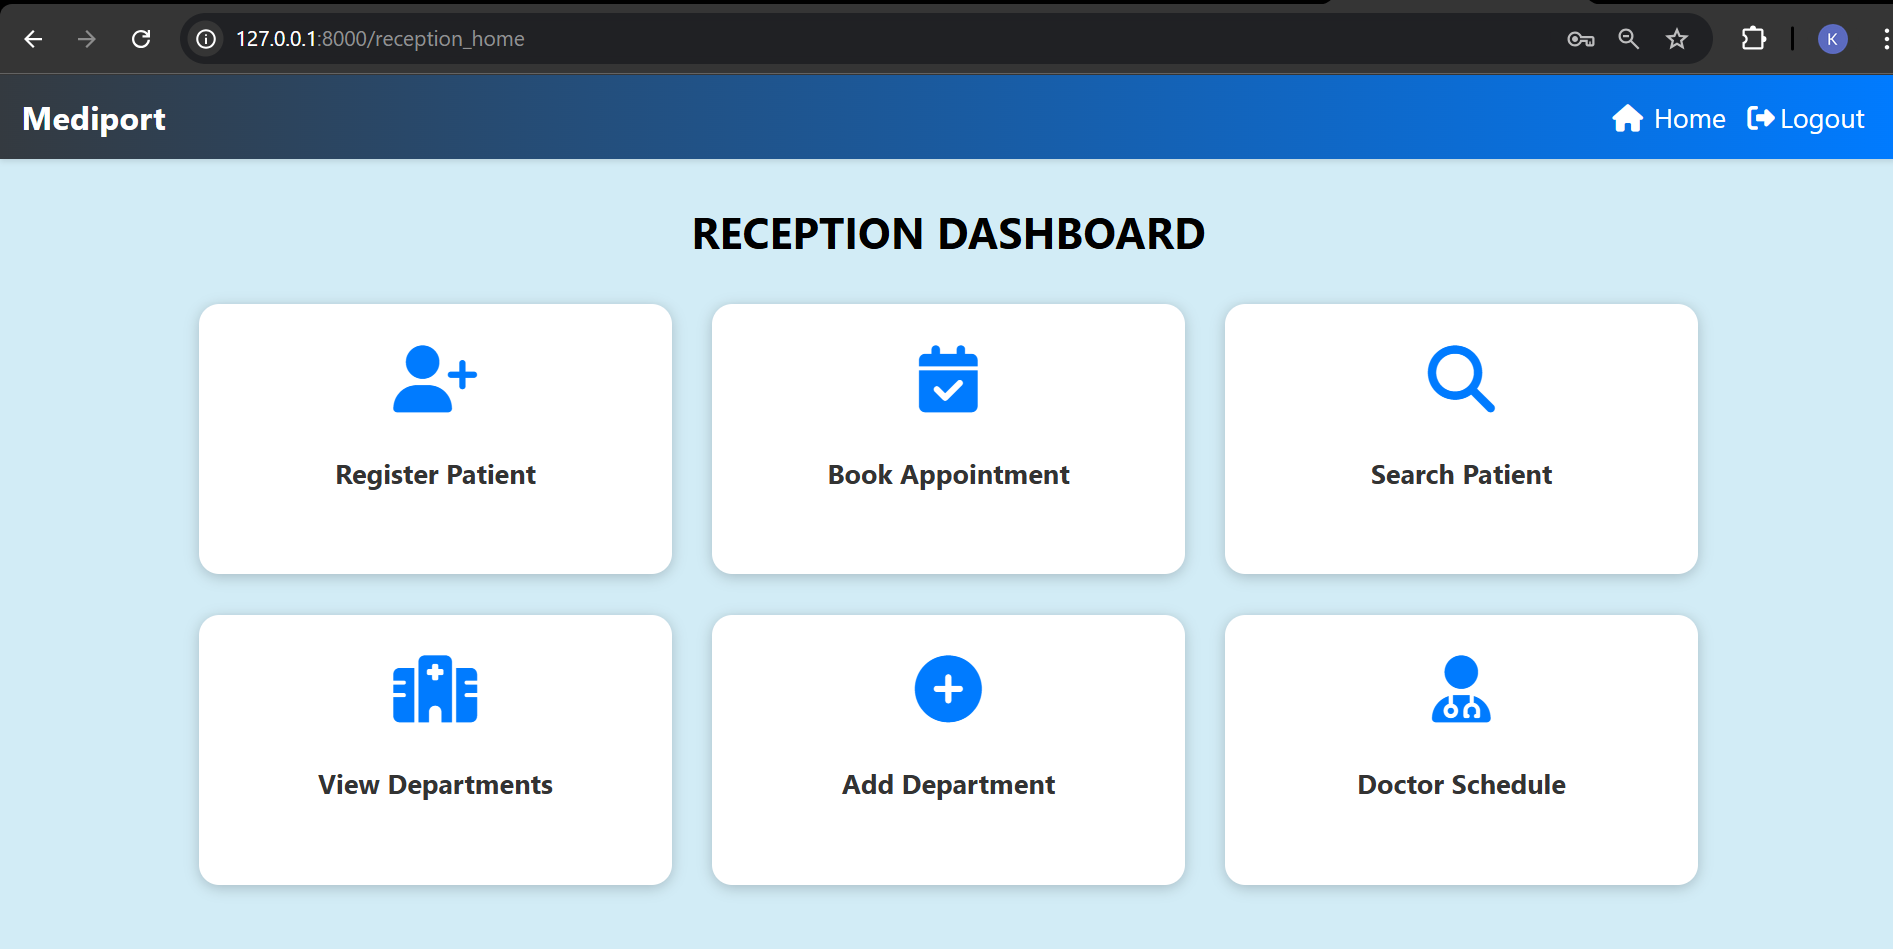 127.0.0.1:8000/reception_home
K
Mediport
Home
Logout
RECEPTION DASHBOARD
Register Patient
Book Appointment
Search Patient
View Departments
Add Department
Doctor Schedule